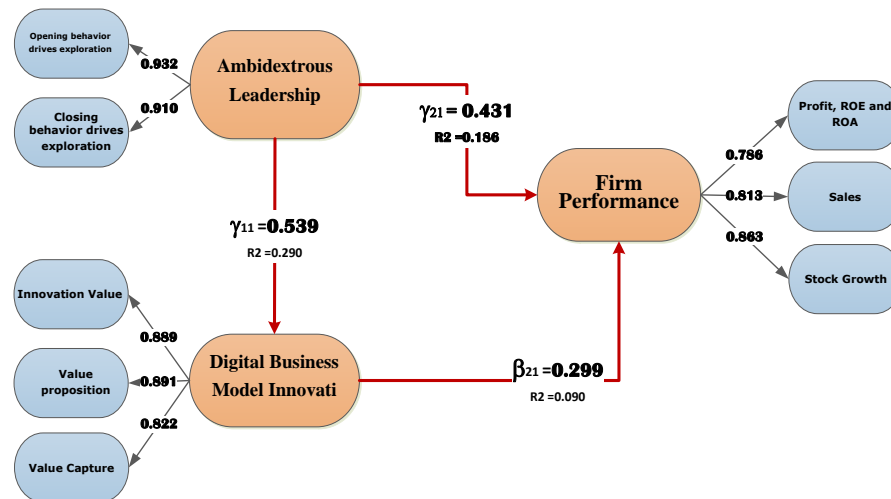 Opening behavior
drives exploration
0.932
Closing
behavior drives
exploration
0.910
Ambidextrous
Leadership
γ21 = 0.431
R2 =0.186
Profit, ROE and
ROA
0.786
Firm
Performance
0.813
Sales
0.863
Stock Growth
γ11 = 0.539
R2 =0.290
Innovation Value
0.889
Value
proposition
0.891
Digital Business
Model Innovati
0.822
Value Capture
β21 = 0.299
R2 =0.090